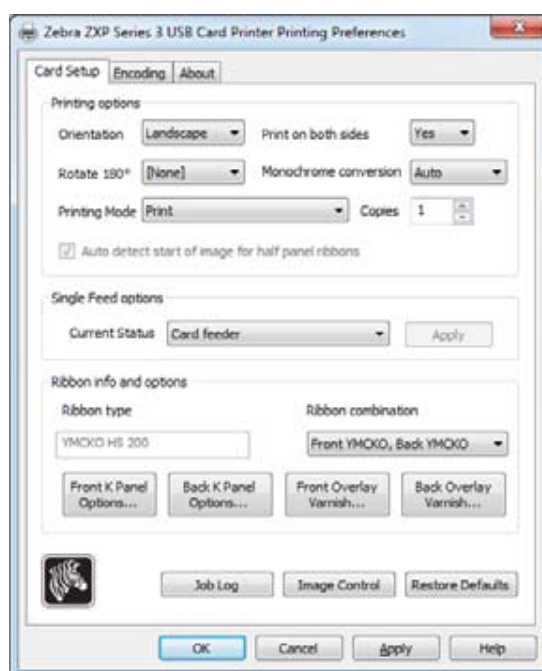 Zebra ZXP Series 3 USB Card Printer Printing Preferences
Card Setup Encoding About
Printing options
Orientation Landscape Print on both sides Yes
Rotate 180° [None] Monochrome conversion Auto
Printing Mode Print Copies 1
Auto detect start of image for half panel ribbons
Single Feed options
Current Status Card feeder Apply
Ribbon info and options
Ribbon type Ribbon combination
YMCKO HS 200 Front YMCKO, Back YMCKO
Front K Panel Options... Back K Panel Options... Front Overlay Varnish... Back Overlay Varnish...
Job Log Image Control Restore Defaults
OK Cancel Apply Help